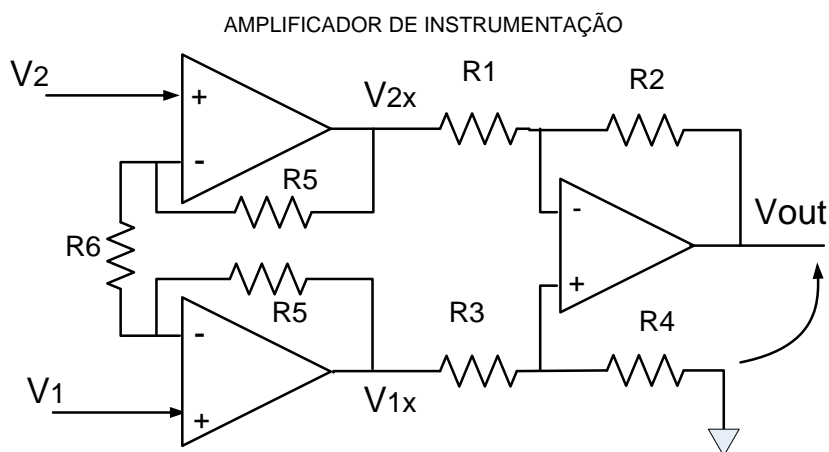 AMPLIFICADOR DE INSTRUMENTAÇÃO
V2
+
-
V2x
R1
R2
R5
R6
R5
-
+
Vout
-
+
V1
V1x
R3
R4